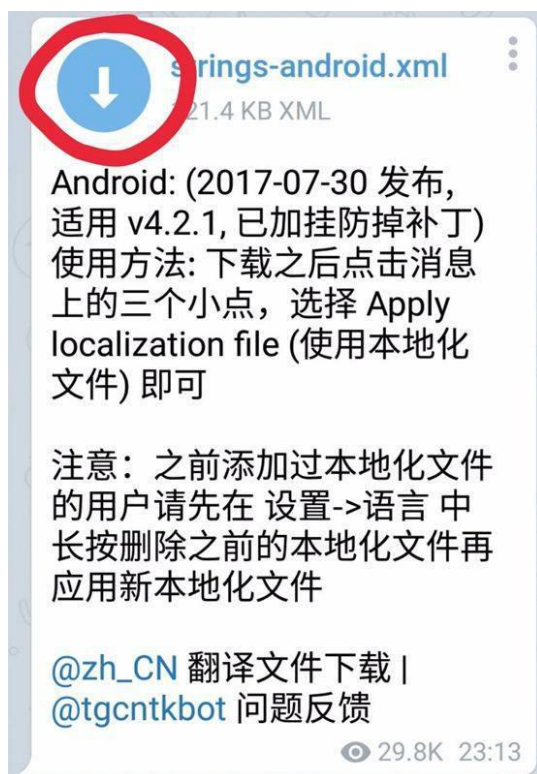 strings-android.xml
21.4 KB XML
Android: (2017-07-30 发布,
适用 v4.2.1, 已加挂防掉补丁)
使用方法: 下载之后点击消息
上的三个小点，选择 Apply
localization file (使用本地化
文件) 即可
注意：之前添加过本地化文件
的用户请先在 设置->语言 中
长按删除之前的本地化文件再
应用新本地化文件
@zh_CN 翻译文件下载 |
@tgcntkbot 问题反馈
29.8K 23:13